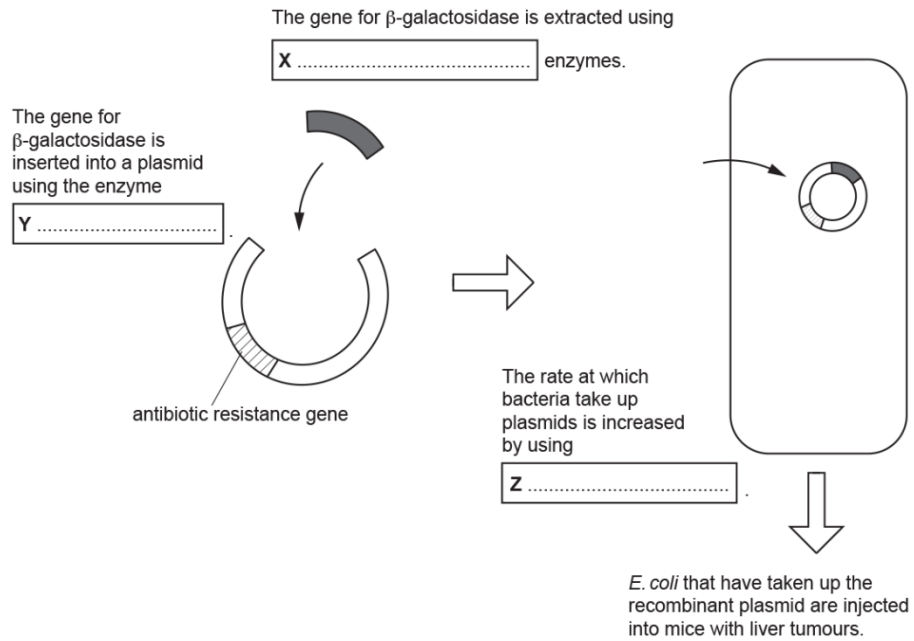 The gene for β-galactosidase is extracted using
X ........................................ enzymes.
The gene for
β-galactosidase is
inserted into a plasmid
using the enzyme
Y ................................ .
antibiotic resistance gene
The rate at which
bacteria take up
plasmids is increased
by using
Z ................................... .
E. coli that have taken up the
recombinant plasmid are injected
into mice with liver tumours.